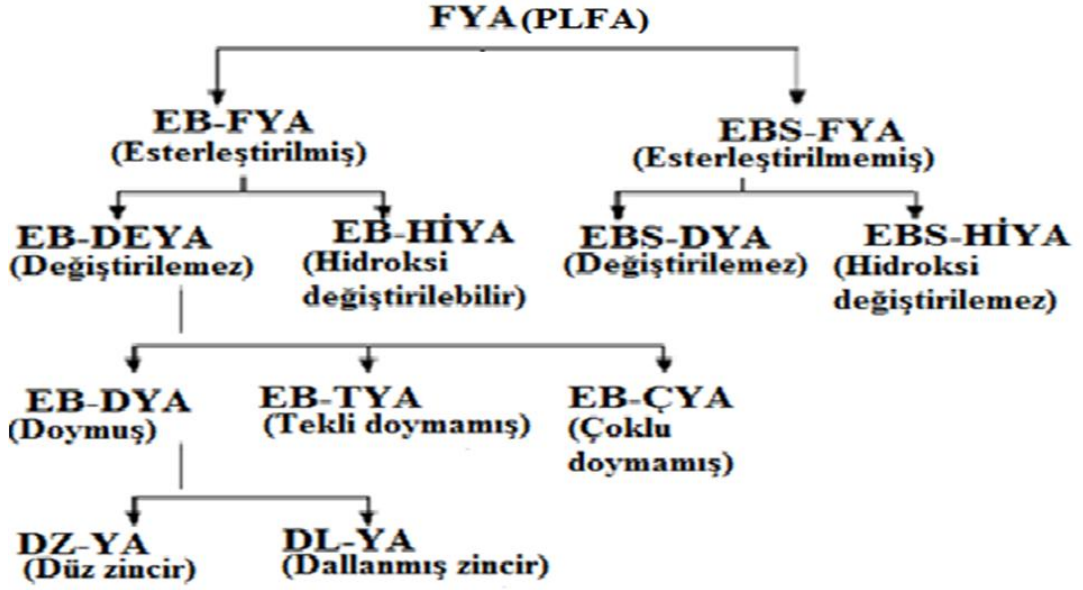 FYA (PLFA)
EB-FYA
(Esterleştirilmiş)
EBS-FYA
(Esterleştirilmemiş)
EB-DEYA
(Değiştirilemez)
EB-HİYA
(Hidroksi
değiştirilebilir)
EBS-DYA
(Değiştirilemez)
EBS-HİYA
(Hidroksi
değiştirilemez)
EB-DYA
(Doymuş)
EB-TYA
(Tekli doymamış)
EB-ÇYA
(Çoklu
doymamış)
DZ-YA
(Düz zincir)
DL-YA
(Dallanmış zincir)